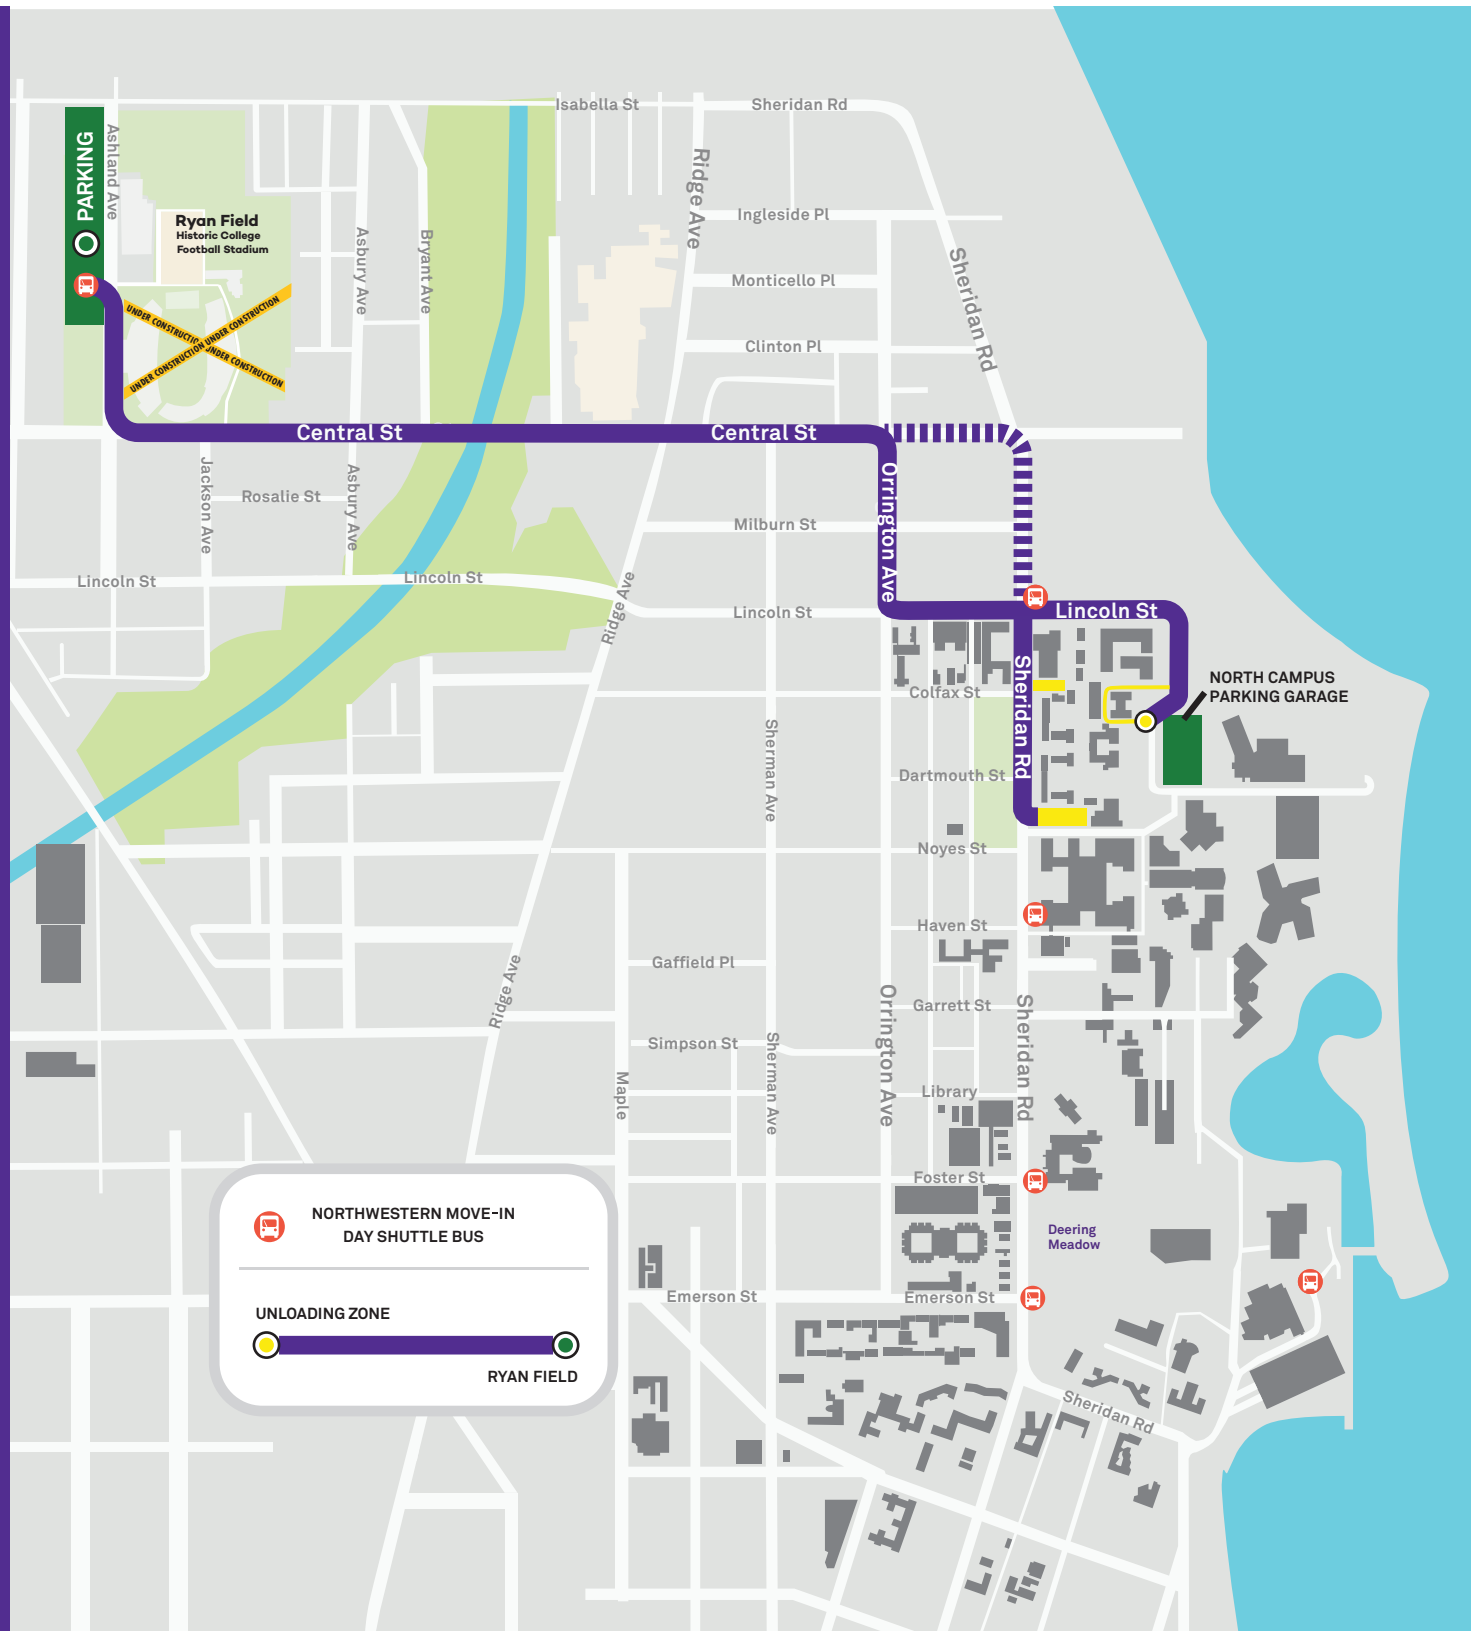 Isabella St
Sheridan Rd
PARKING
Ashland Ave
Ridge Ave
Ryan Field
Historic College
Football Stadium
Ingleside Pl
Asbury Ave
Bryant Ave
Sheridan Rd
Monticello Pl
UNDER CONSTRUCTION UNDER CONSTRUCTION
UNDER CONSTRUCTION UNDER CONSTRUCTION
Clinton Pl
Central St
Central St
Jackson Ave
Rosalie St
Asbury Ave
Orrington Ave
Milburn St
Lincoln St
Lincoln St
Ridge Ave
Lincoln St
Lincoln St
Sheridan Rd
NORTH CAMPUS
PARKING GARAGE
Colfax St
Sherman Ave
Dartmouth St
Noyes St
Haven St
Gaffield Pl
Ridge Ave
Orrington Ave
Garrett St
Sheridan Rd
Simpson St
Sherman Ave
Maple
Library
Foster St
NORTHWESTERN MOVE-IN
DAY SHUTTLE BUS
Deering
Meadow
Emerson St
Emerson St
UNLOADING ZONE
RYAN FIELD
Sheridan Rd